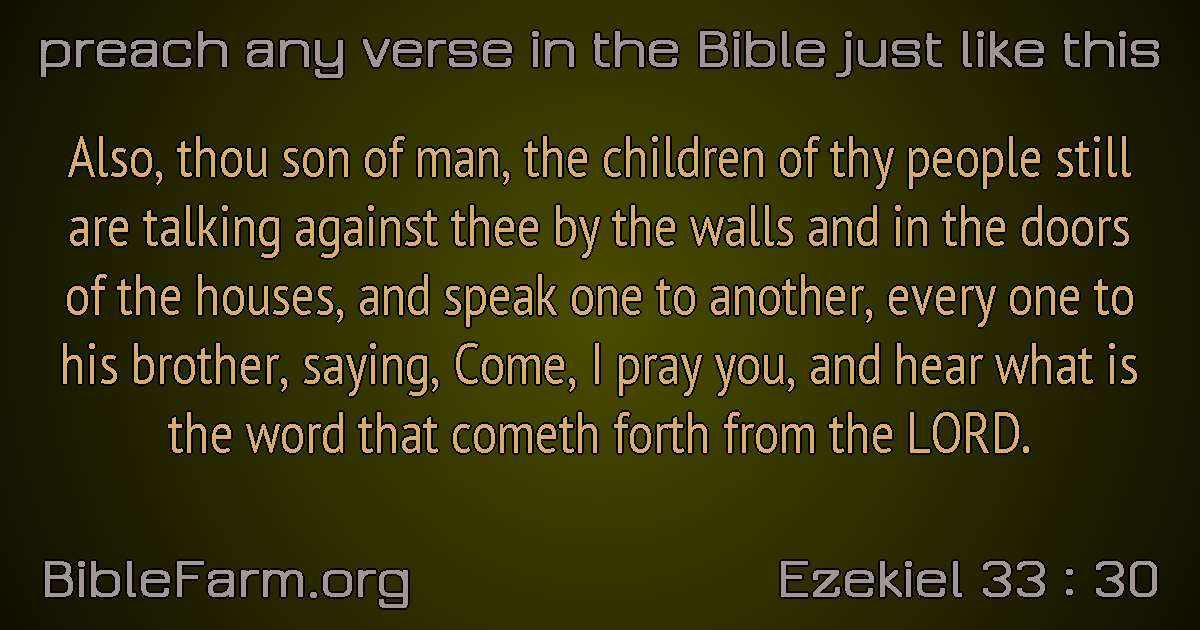 preach any verse in the Bible just like this
Also, thou son of man, the children of thy people still
are talking against thee by the walls and in the doors
of the houses, and speak one to another, every one to
his brother, saying, Come, I pray you, and hear what is
the word that cometh forth from the LORD.
BibleFarm.org
Ezekiel 33 : 30